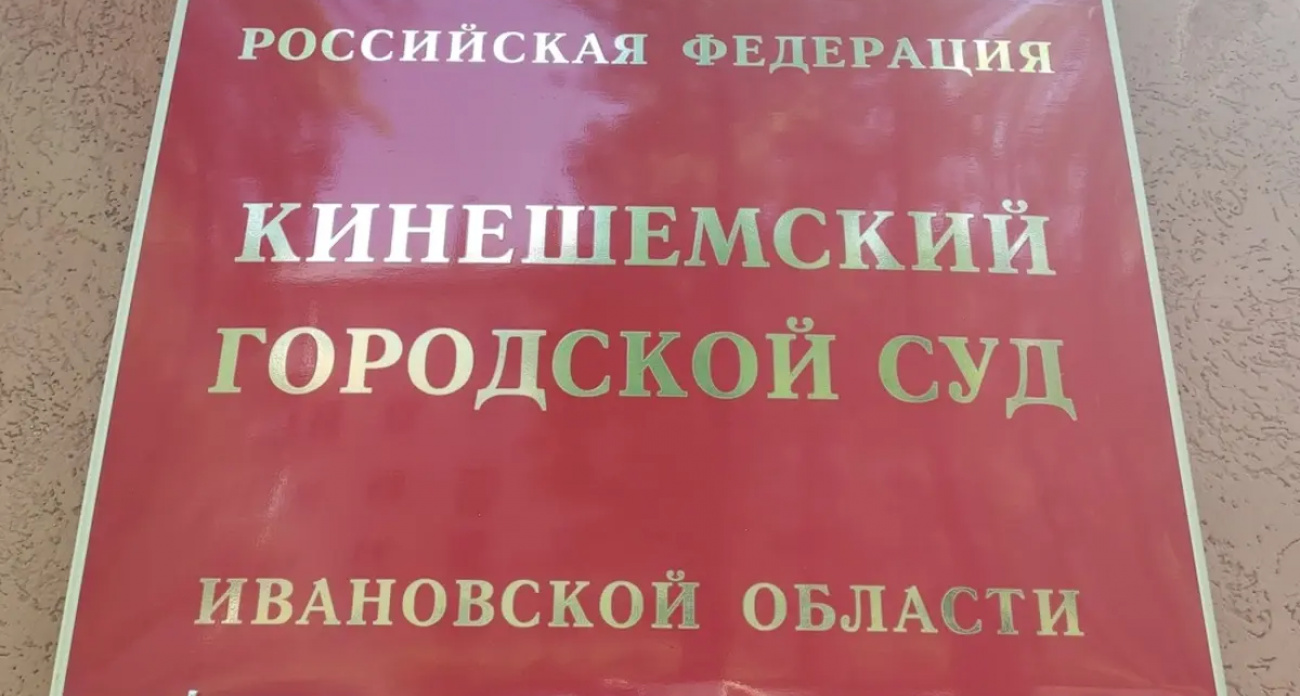 РОССИЙСКАЯ ФЕДЕРАЦИЯ
КИНЕШЕМСКИЙ
ГОРОДСКОЙ СУД
ИВАНОВСКОЙ ОБЛАСТИ